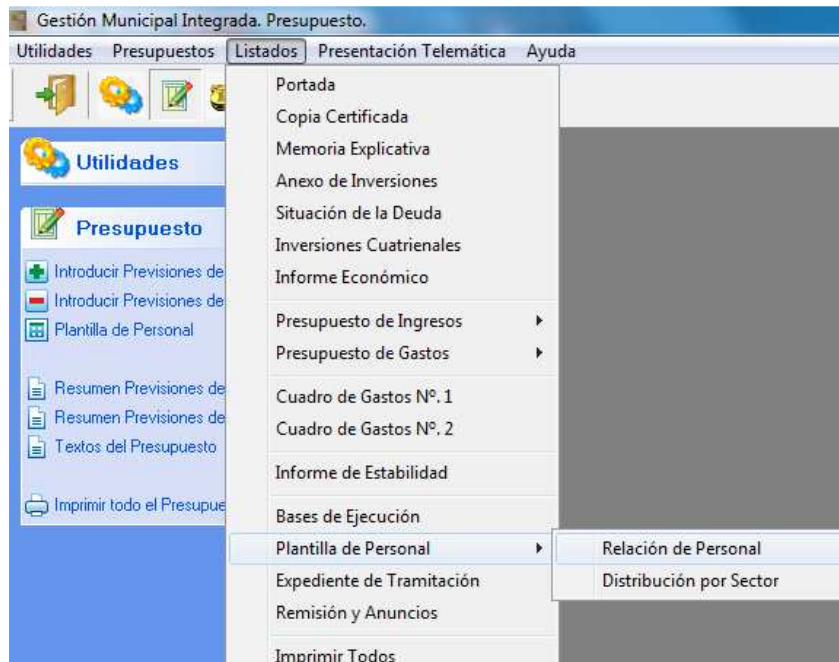 Gestión Municipal Integrada. Presupuesto.
Utilidades Presupuestos Listados Presentación Telemática Ayuda
Utilidades
Presupuesto
Introducir Previsiones de
Introducir Previsiones de
Plantilla de Personal
Resumen Previsiones de
Resumen Previsiones de
Textos del Presupuesto
Imprimir todo el Presupue
Portada
Copia Certificada
Memoria Explicativa
Anexo de Inversiones
Situación de la Deuda
Inversiones Cuatrienales
Informe Económico
Presupuesto de Ingresos
Presupuesto de Gastos
Cuadro de Gastos Nº. 1
Cuadro de Gastos Nº. 2
Informe de Estabilidad
Bases de Ejecución
Plantilla de Personal
Expediente de Tramitación
Remisión y Anuncios
Imprimir Todos
Relación de Personal
Distribución por Sector